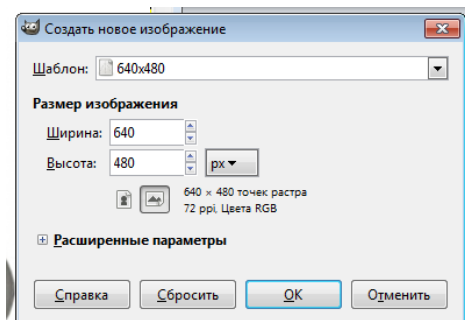 Создать новое изображение
Шаблон: 640x480
Размер изображения
Ширина: 640
Высота: 480 px
640 × 480 точек растра
72 ppi, Цвета RGB
Расширенные параметры
Справка Сбросить OK Отменить